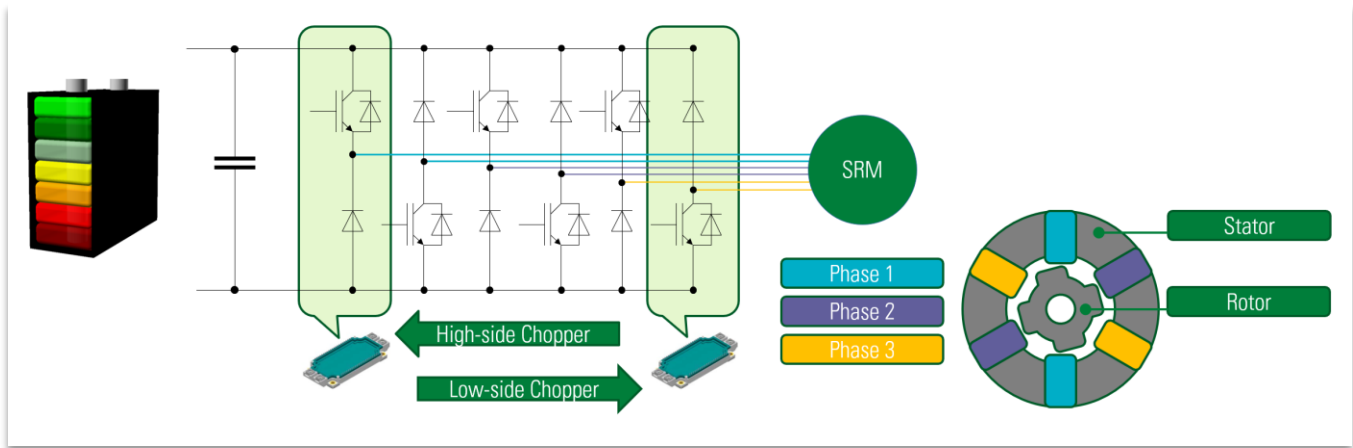 SRM
Stator
Rotor
Phase 1
Phase 2
Phase 3
High-side Chopper
Low-side Chopper